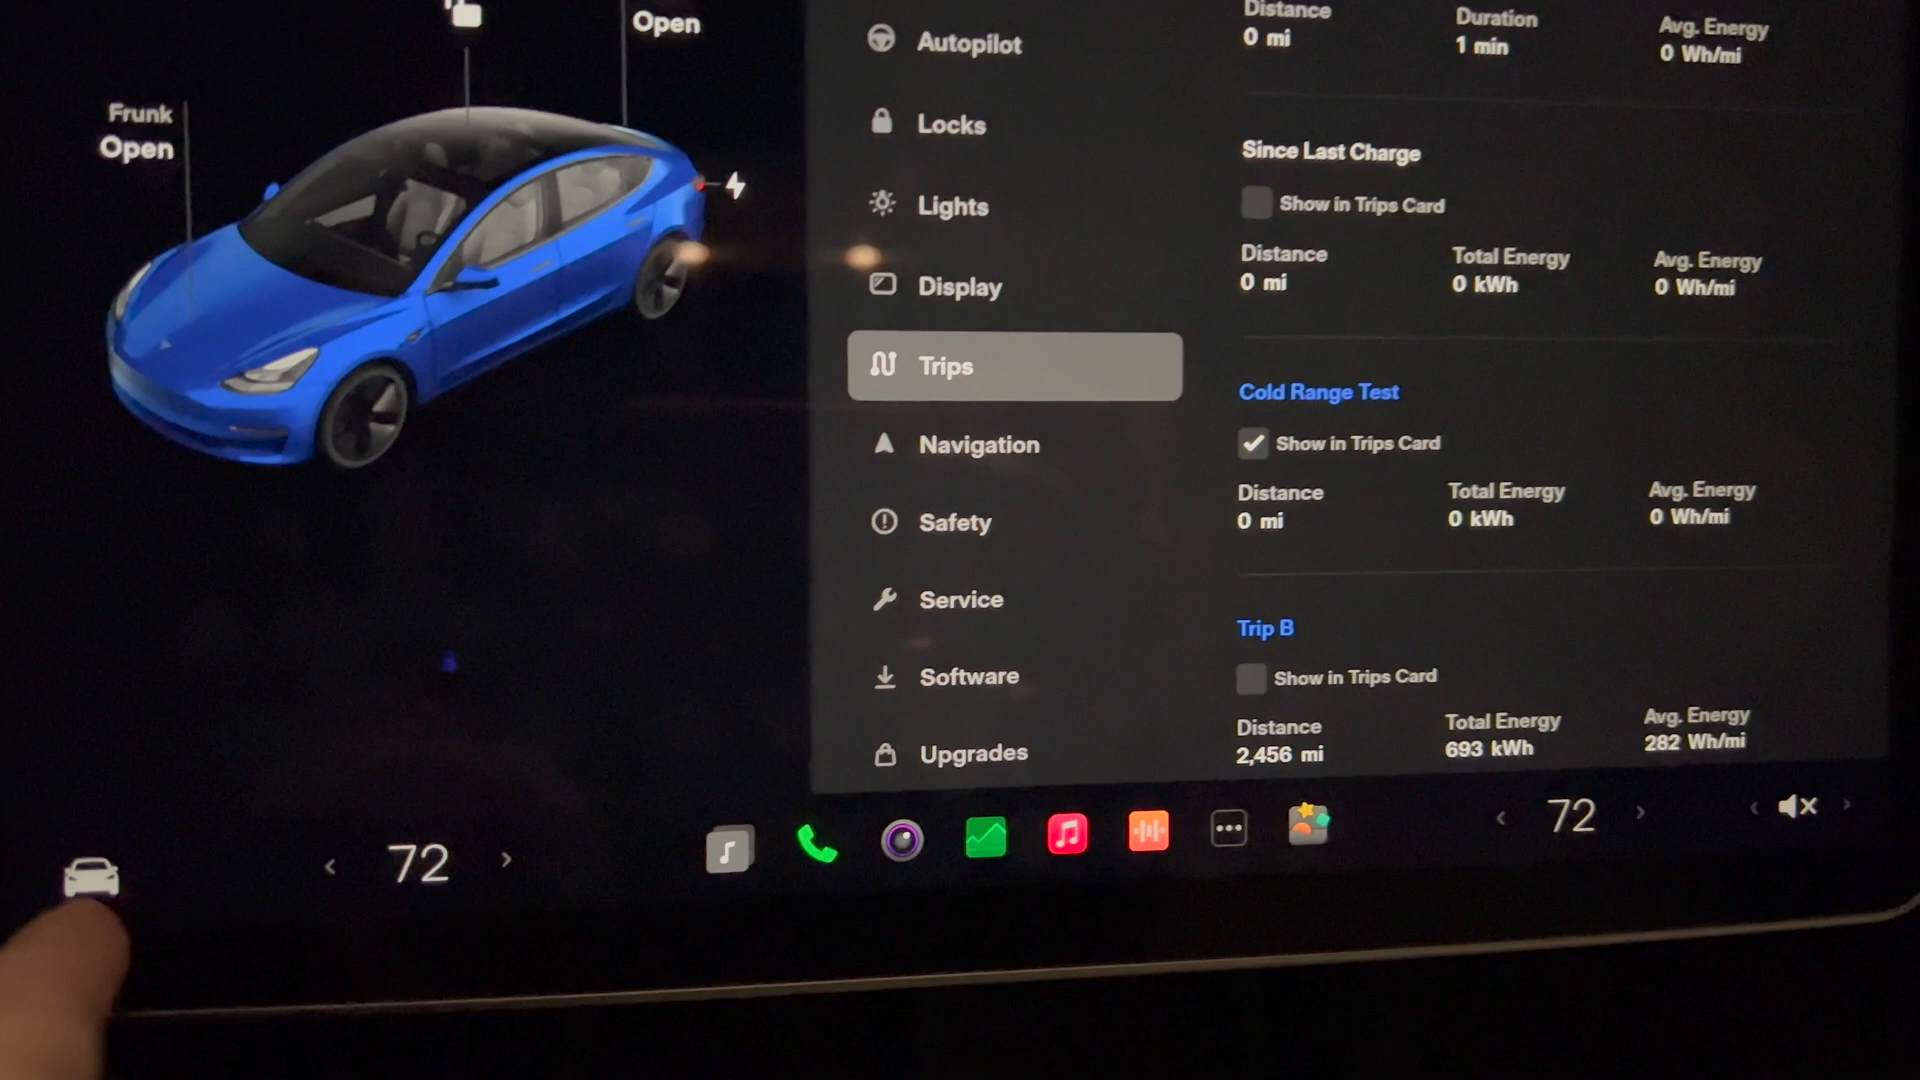 Open
Frunk
Open
Autopilot
Locks
Lights
Display
Trips
Navigation
Safety
Service
Software
Upgrades
Distance Duration Avg. Energy
0 mi 1 min 0 Wh/mi
Since Last Charge
Show in Trips Card
Distance Total Energy Avg. Energy
0 mi 0 kWh 0 Wh/mi
Cold Range Test
Show in Trips Card
Distance Total Energy Avg. Energy
0 mi 0 kWh 0 Wh/mi
Trip B
Show in Trips Card
Distance Total Energy Avg. Energy
2,456 mi 693 kWh 282 Wh/mi
72 72